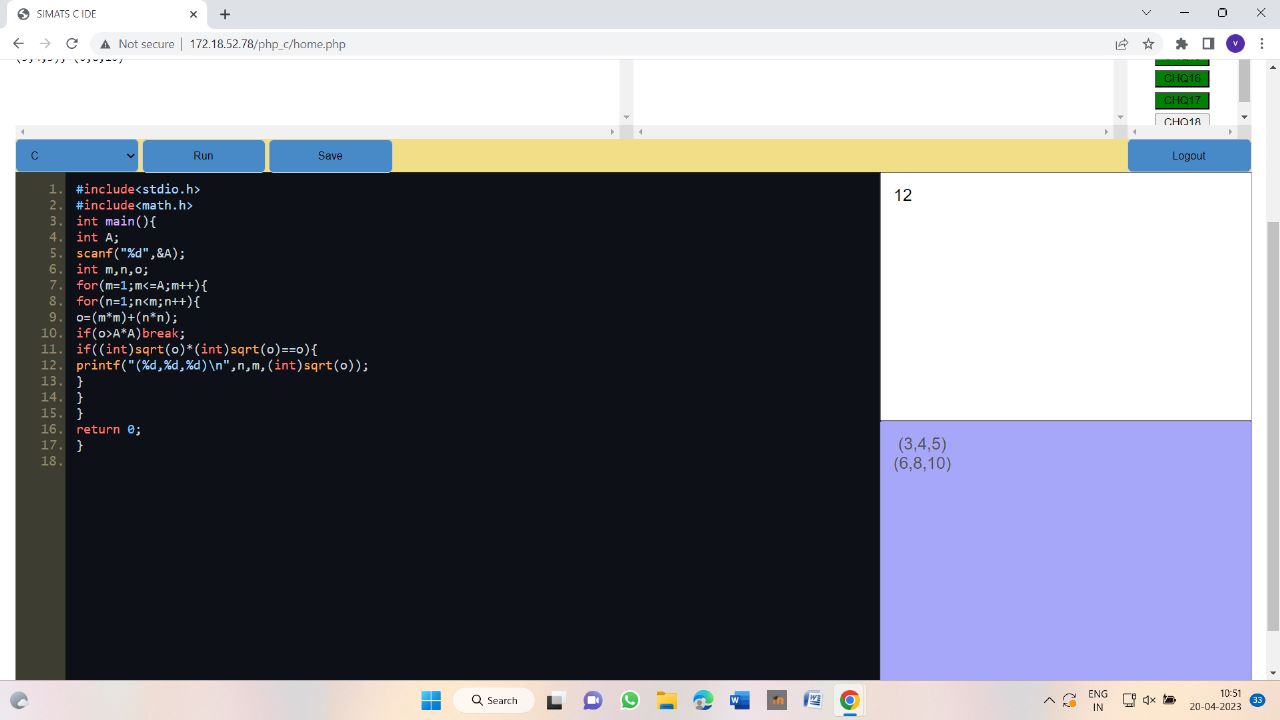 SIMATS C IDE
Not secure | 172.18.52.78/php_c/home.php
V
CHQ16
CHQ17
CHQ18
C
Run
Save
Logout
1. #include<stdio.h>
2. #include<math.h>
3. int main(){
4. int A;
5. scanf("%d",&A);
6. int m,n,o;
7. for(m=1;m<=A;m++){
8. for(n=1;n<m;n++){
9. o=(m*m)+(n*n);
10. if(o>A*A)break;
11. if((int)sqrt(o)*(int)sqrt(o)==o){
12. printf("(%d,%d,%d)\n",n,m,(int)sqrt(o));
13. }
14. }
15. }
16. return 0;
17. }
18.
12
(3,4,5)
(6,8,10)
Search
ENG
IN
10:51
20-04-2023
33